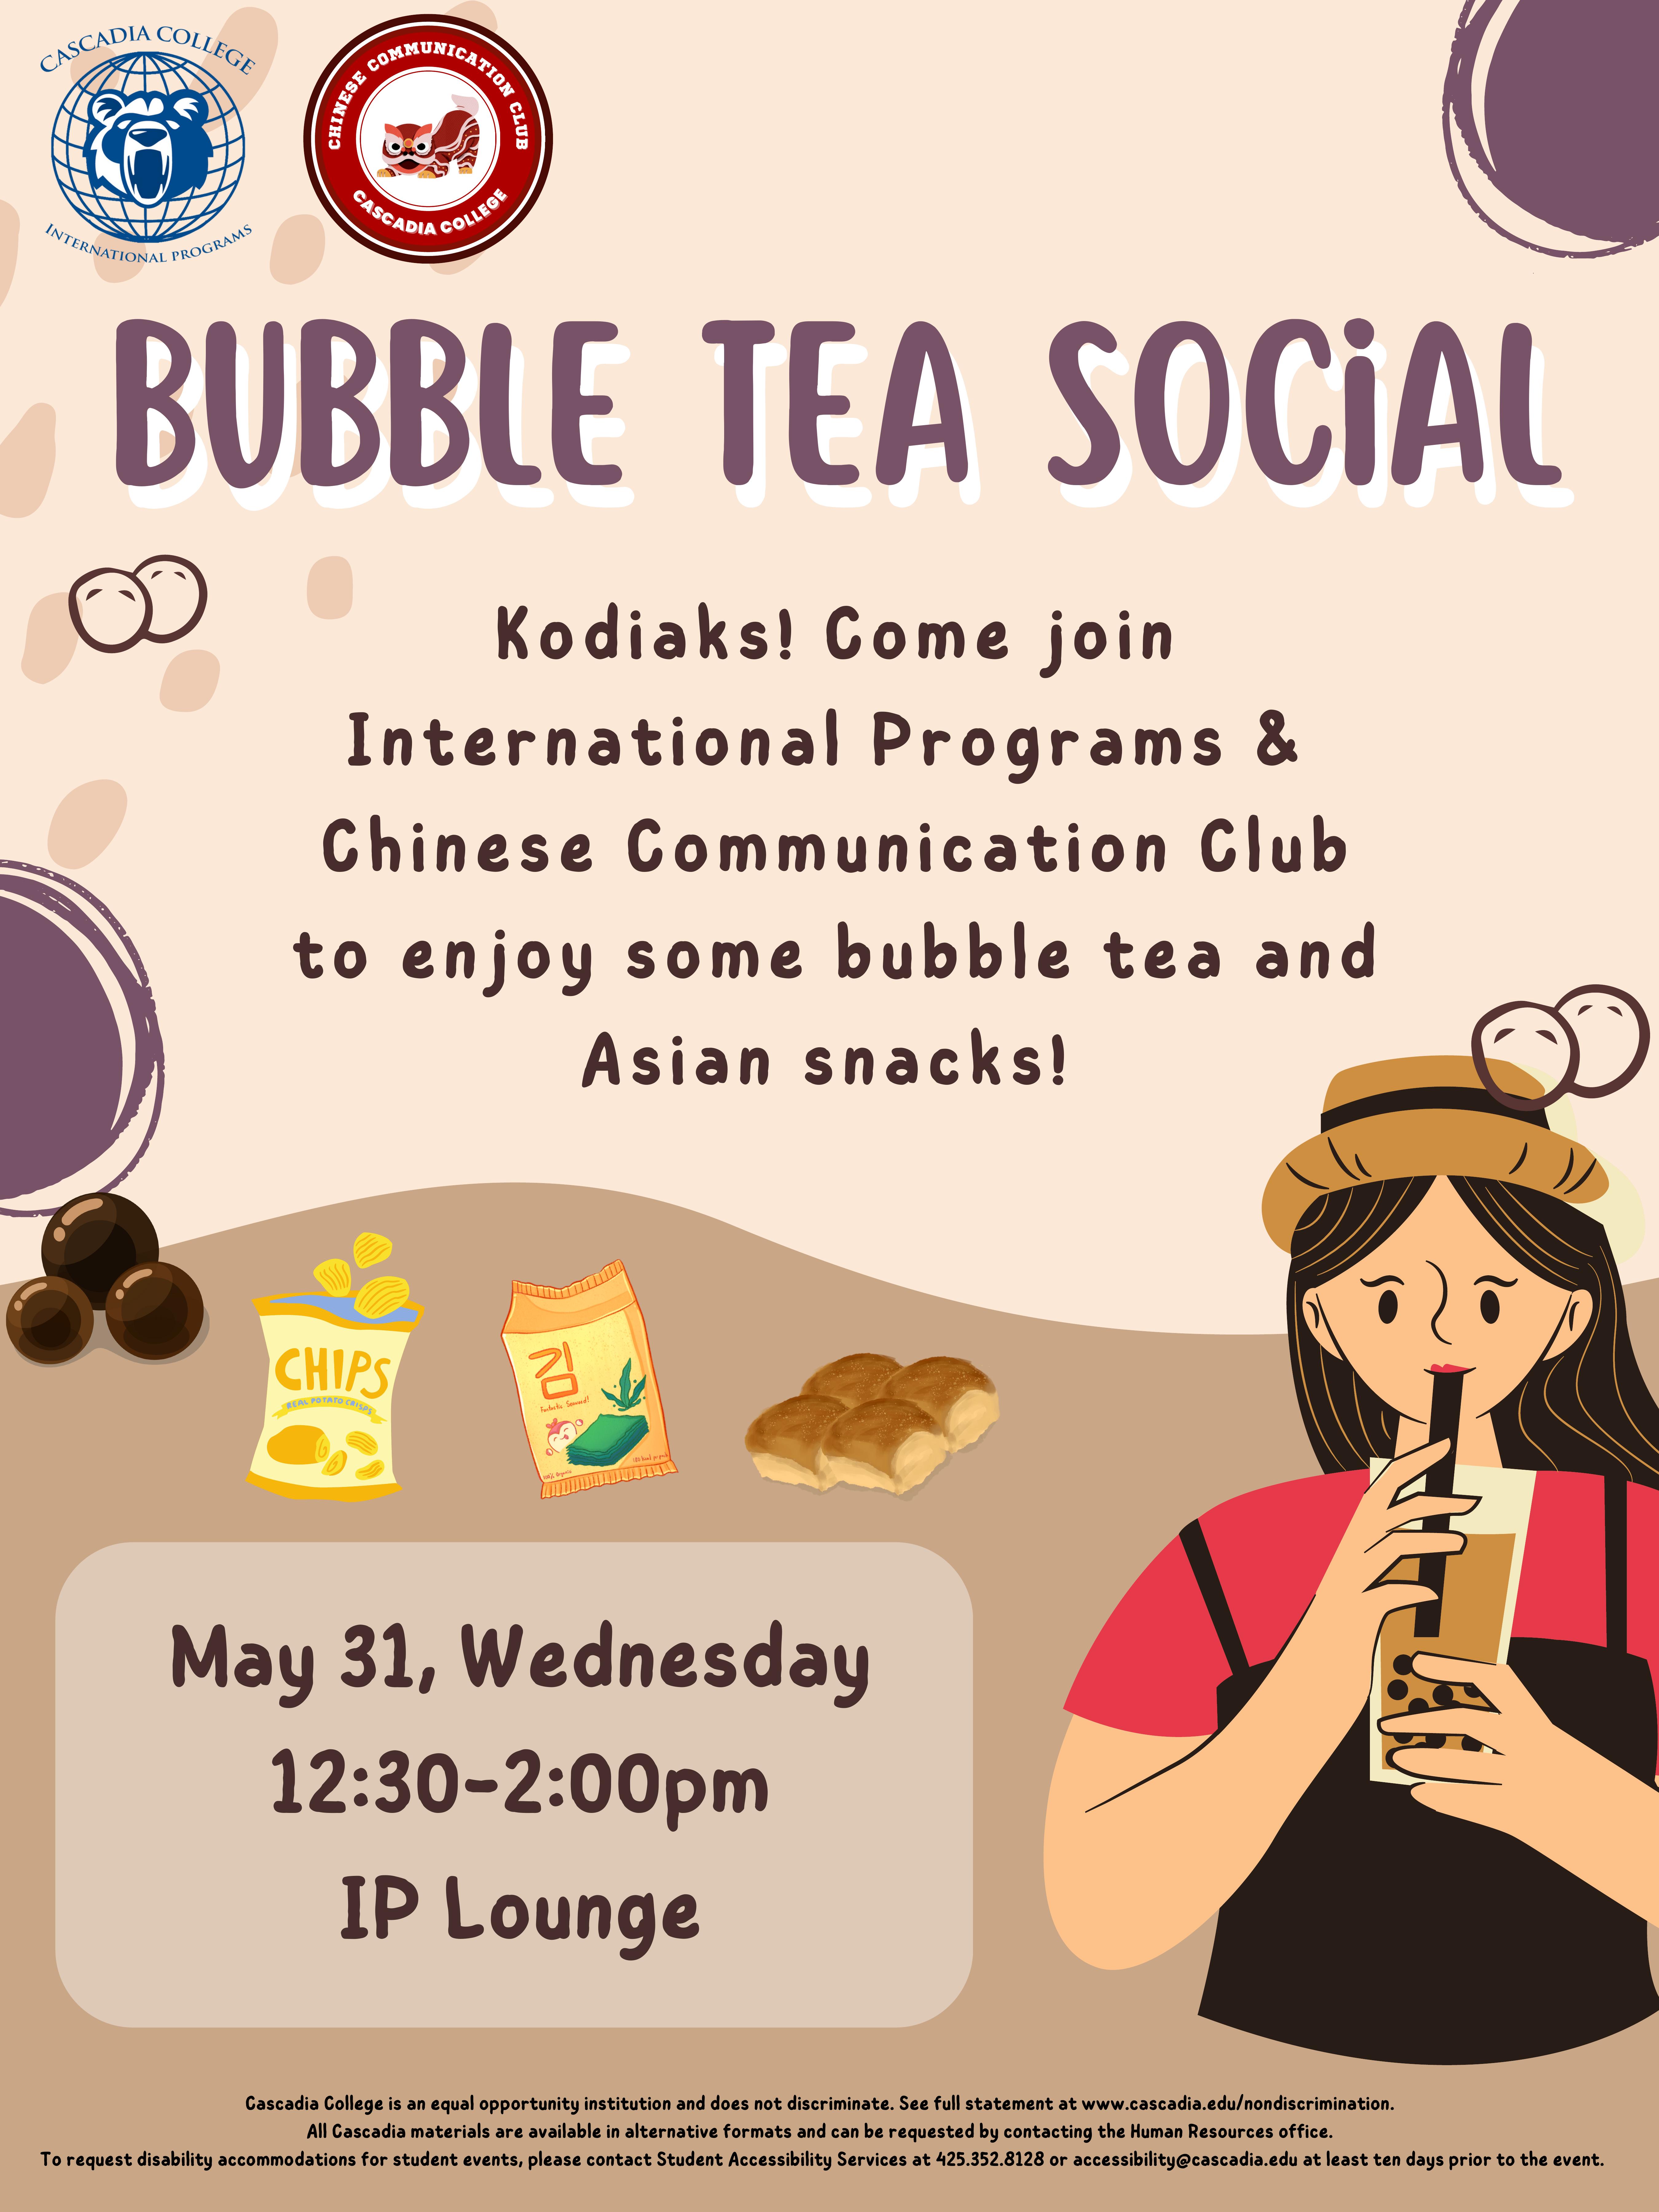 CASCADIA COLLEGE
INTERNATIONAL PROGRAMS
CHINESE COMMUNICATION CLUB
CASCADIA COLLEGE
BUBBLE TEA SOCiAL
Kodiaks! Come join
International Programs &
Chinese Communication Club
to enjoy some bubble tea and
Asian snacks!
CHIPS
REAL POTATO CRISPS
김
May 31, Wednesday
12:30-2:00pm
IP Lounge
Cascadia College is an equal opportunity institution and does not discriminate. See full statement at www.cascadia.edu/nondiscrimination.
All Cascadia materials are available in alternative formats and can be requested by contacting the Human Resources office.
To request disability accommodations for student events, please contact Student Accessibility Services at 425.352.8128 or accessibility@cascadia.edu at least ten days prior to the event.